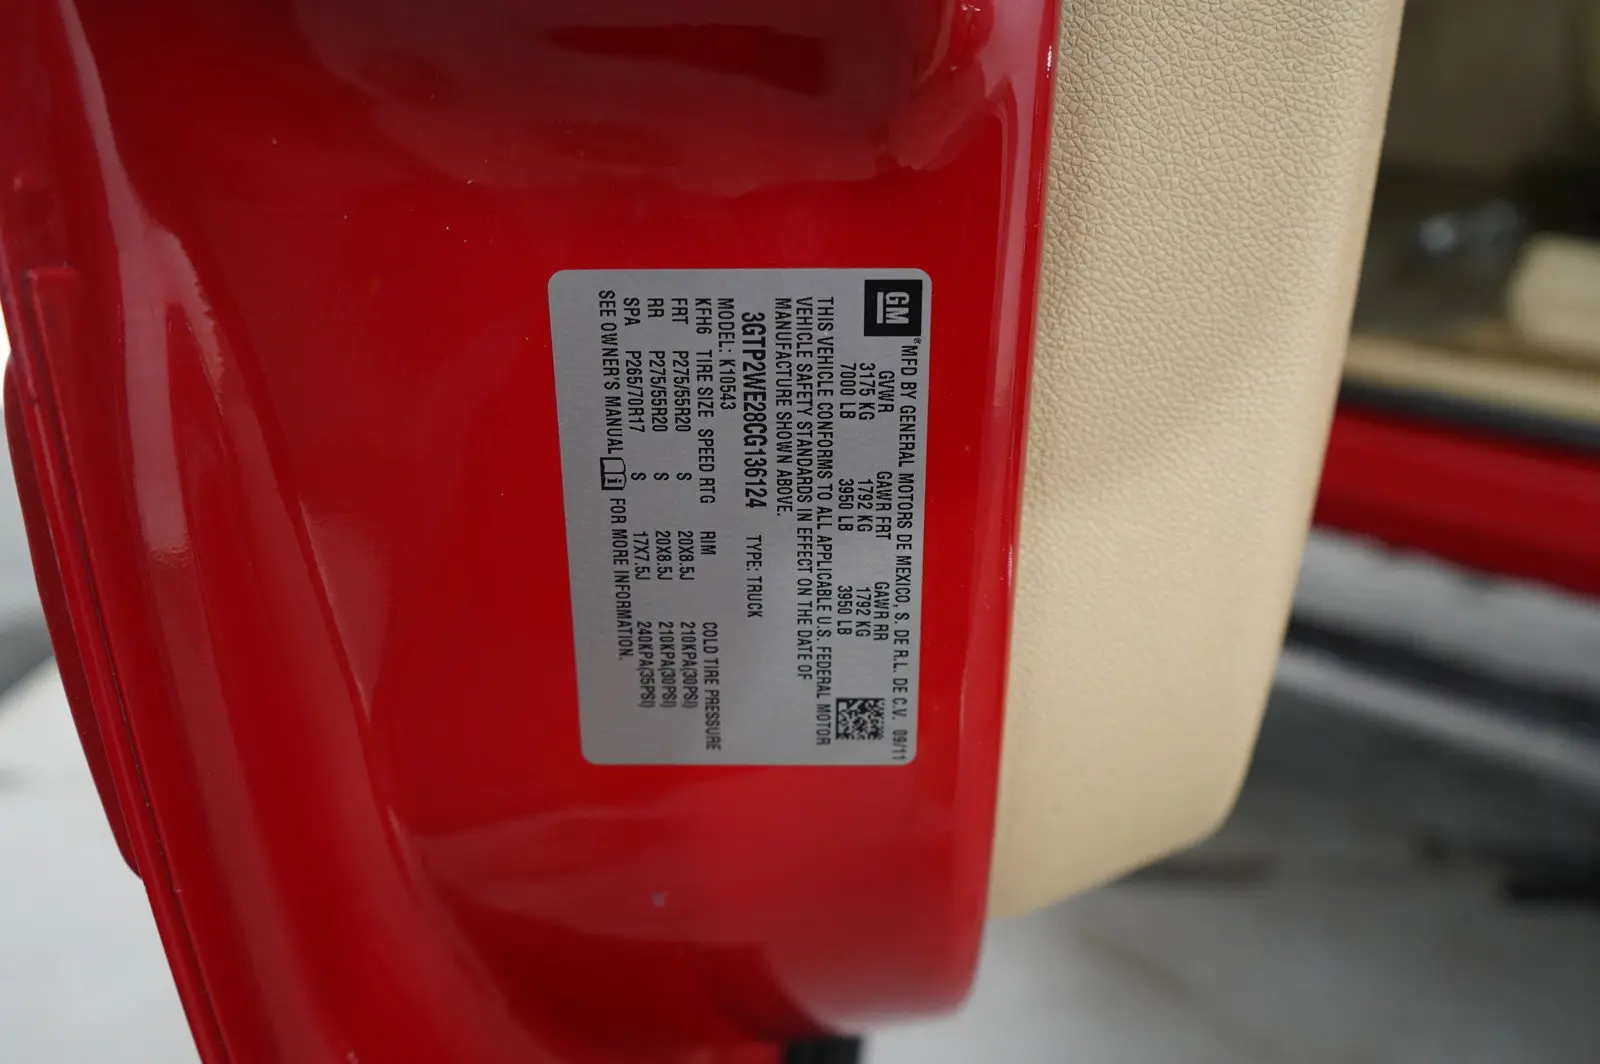 GM ® MFD BY GENERAL MOTORS DE MEXICO, S. DE R.L. DE C.V. 09/11
GVWR GAWR FRT GAWR RR
3175 KG 1792 KG 1792 KG
7000 LB 3950 LB 3950 LB
THIS VEHICLE CONFORMS TO ALL APPLICABLE U.S. FEDERAL MOTOR
VEHICLE SAFETY STANDARDS IN EFFECT ON THE DATE OF
MANUFACTURE SHOWN ABOVE.
3GTP2WE28CG136124 TYPE: TRUCK
MODEL: K10543
KFH6 TIRE SIZE SPEED RTG RIM COLD TIRE PRESSURE
FRT P275/55R20 S 20X8.5J 210KPA(30PSI)
RR P275/55R20 S 20X8.5J 210KPA(30PSI)
SPA P265/70R17 S 17X7.5J 240KPA(35PSI)
SEE OWNER'S MANUAL i FOR MORE INFORMATION.